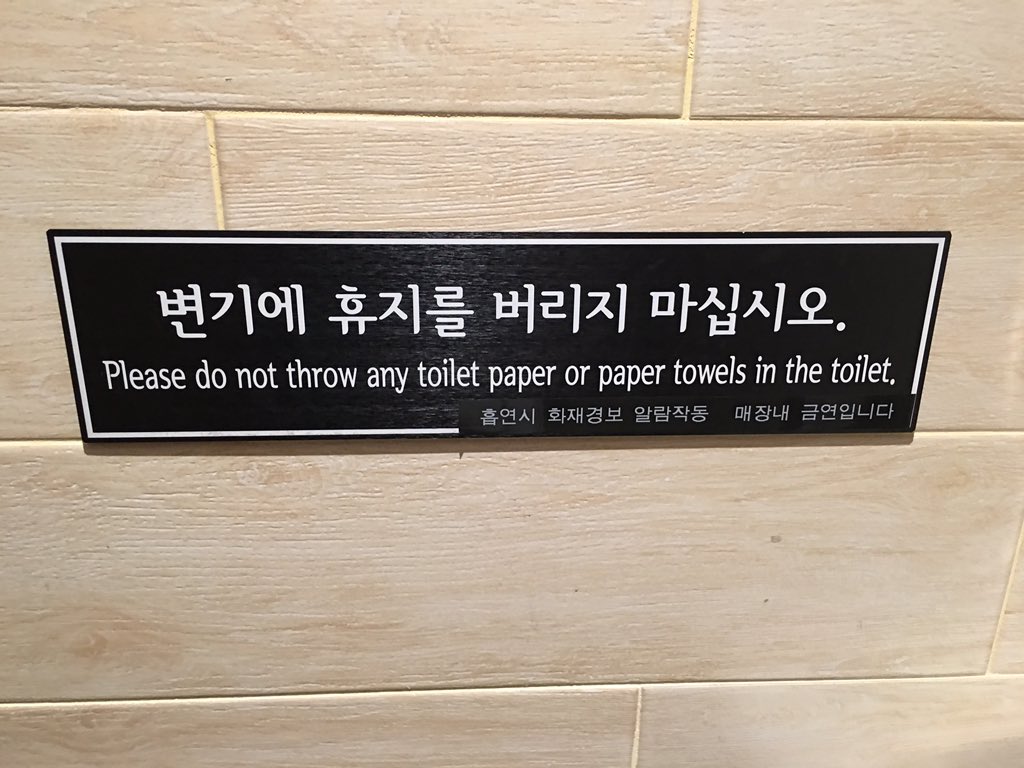 변기에 휴지를 버리지 마십시오.
Please do not throw any toilet paper or paper towels in the toilet.
흡연시 화재경보 알람작동 매장내 금연입니다